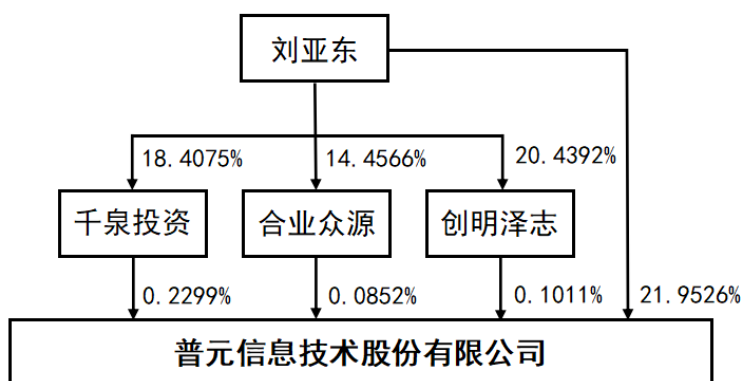 刘亚东
18.4075%
14.4566%
20.4392%
千泉投资
合业众源
创明泽志
0.2299%
0.0852%
0.1011%
21.9526%
普元信息技术股份有限公司